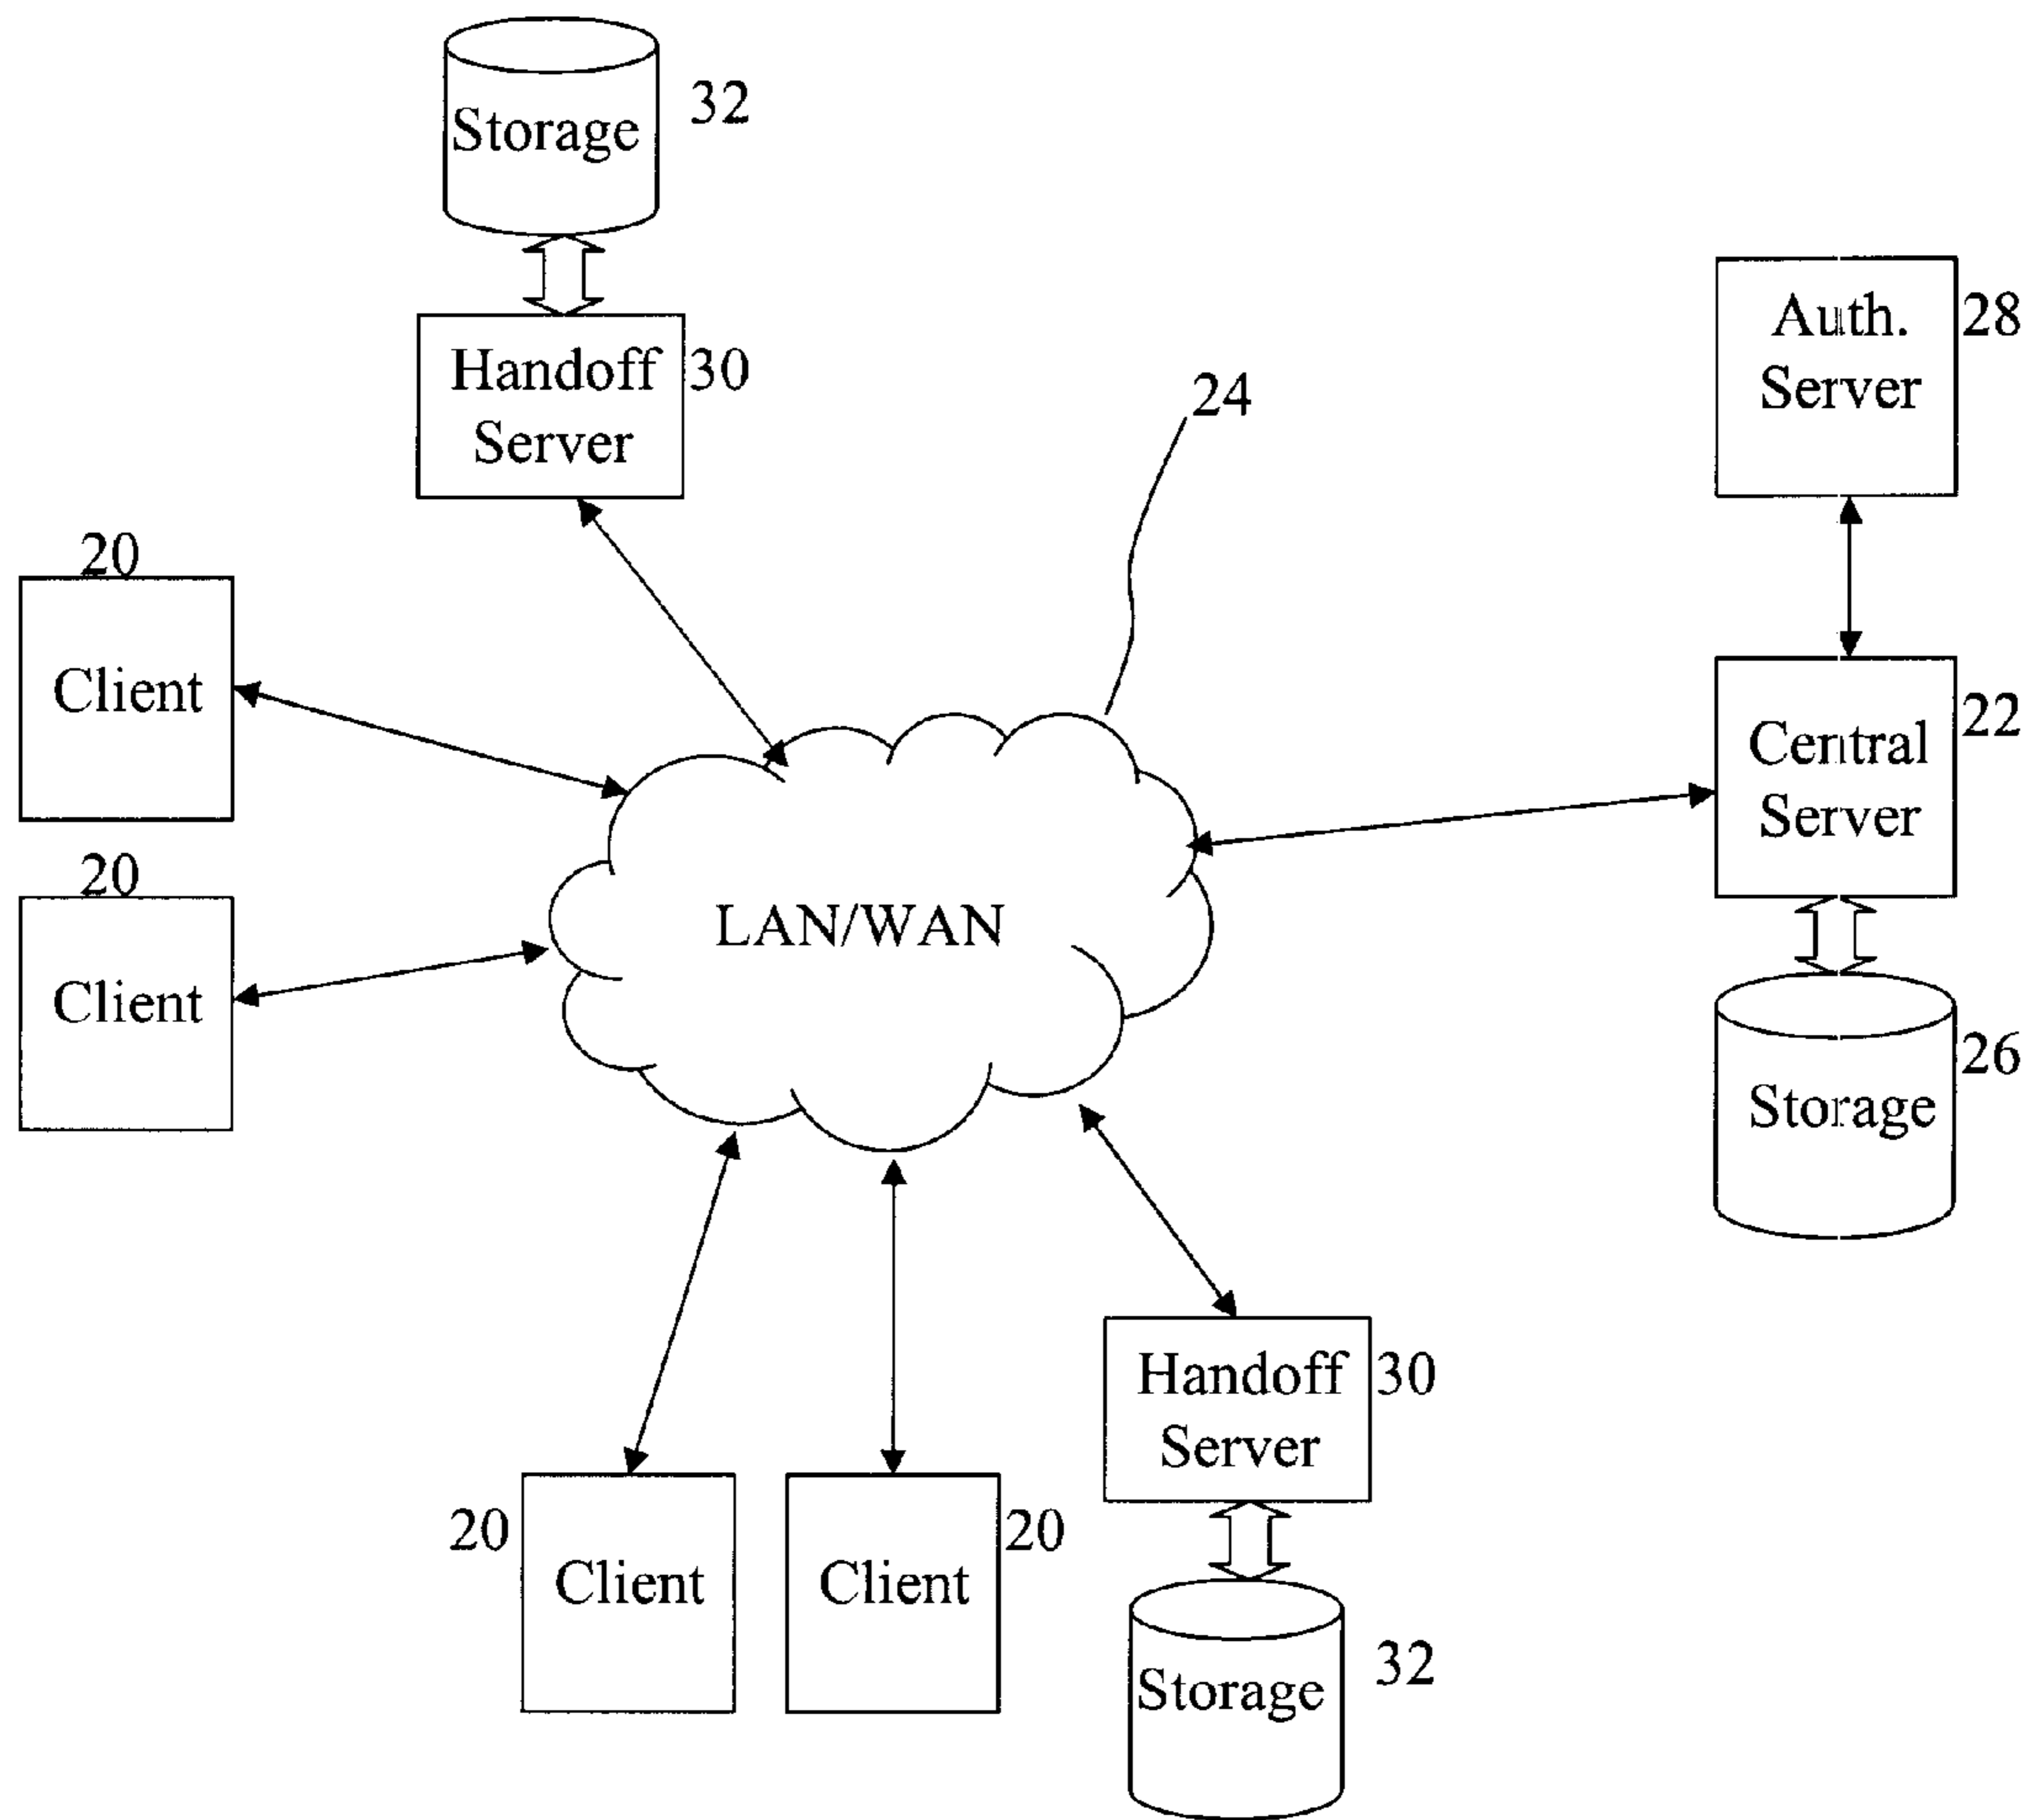 Storage
32
Handoff
Server
30
Auth.
Server
28
24
20
Client
Central
Server
22
20
Client
LAN/WAN
Storage
26
Handoff
Server
30
20
Client
Client
20
Storage
32